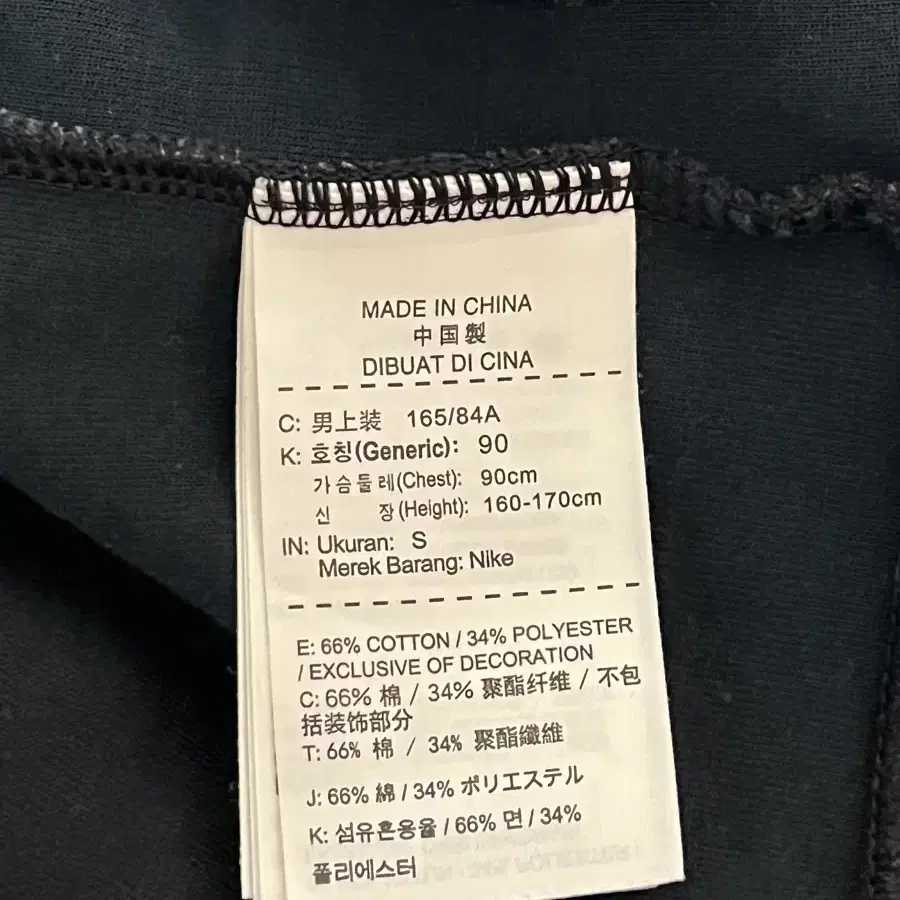 MADE IN CHINA
中国製
DIBUAT DI CINA
C: 男上装 165/84A
K: 호칭(Generic): 90
가슴둘레(Chest): 90cm
신 장(Height): 160-170cm
IN: Ukuran: S
Merek Barang: Nike
E: 66% COTTON / 34% POLYESTER
/ EXCLUSIVE OF DECORATION
C: 66% 棉 / 34% 聚酯纤维 / 不包
括装饰部分
T: 66% 棉 / 34% 聚酯纖維
J: 66% 綿 / 34% ポリエステル
K: 섬유혼용율 / 66% 면 / 34%
폴리에스터